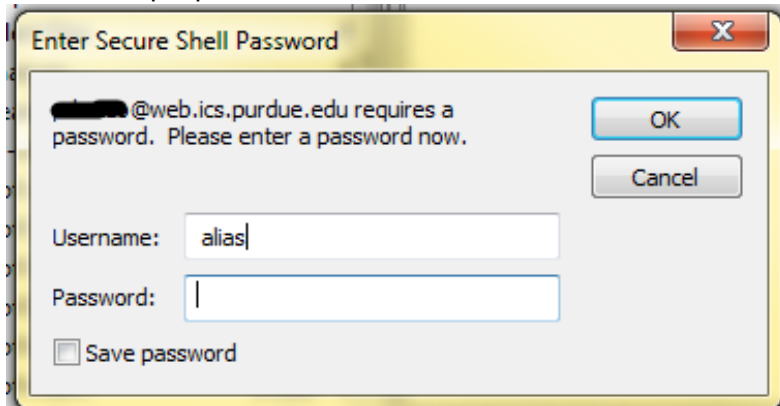 Enter Secure Shell Password
@web.ics.purdue.edu requires a
password. Please enter a password now.
OK
Cancel
Username: alias
Password:
Save password